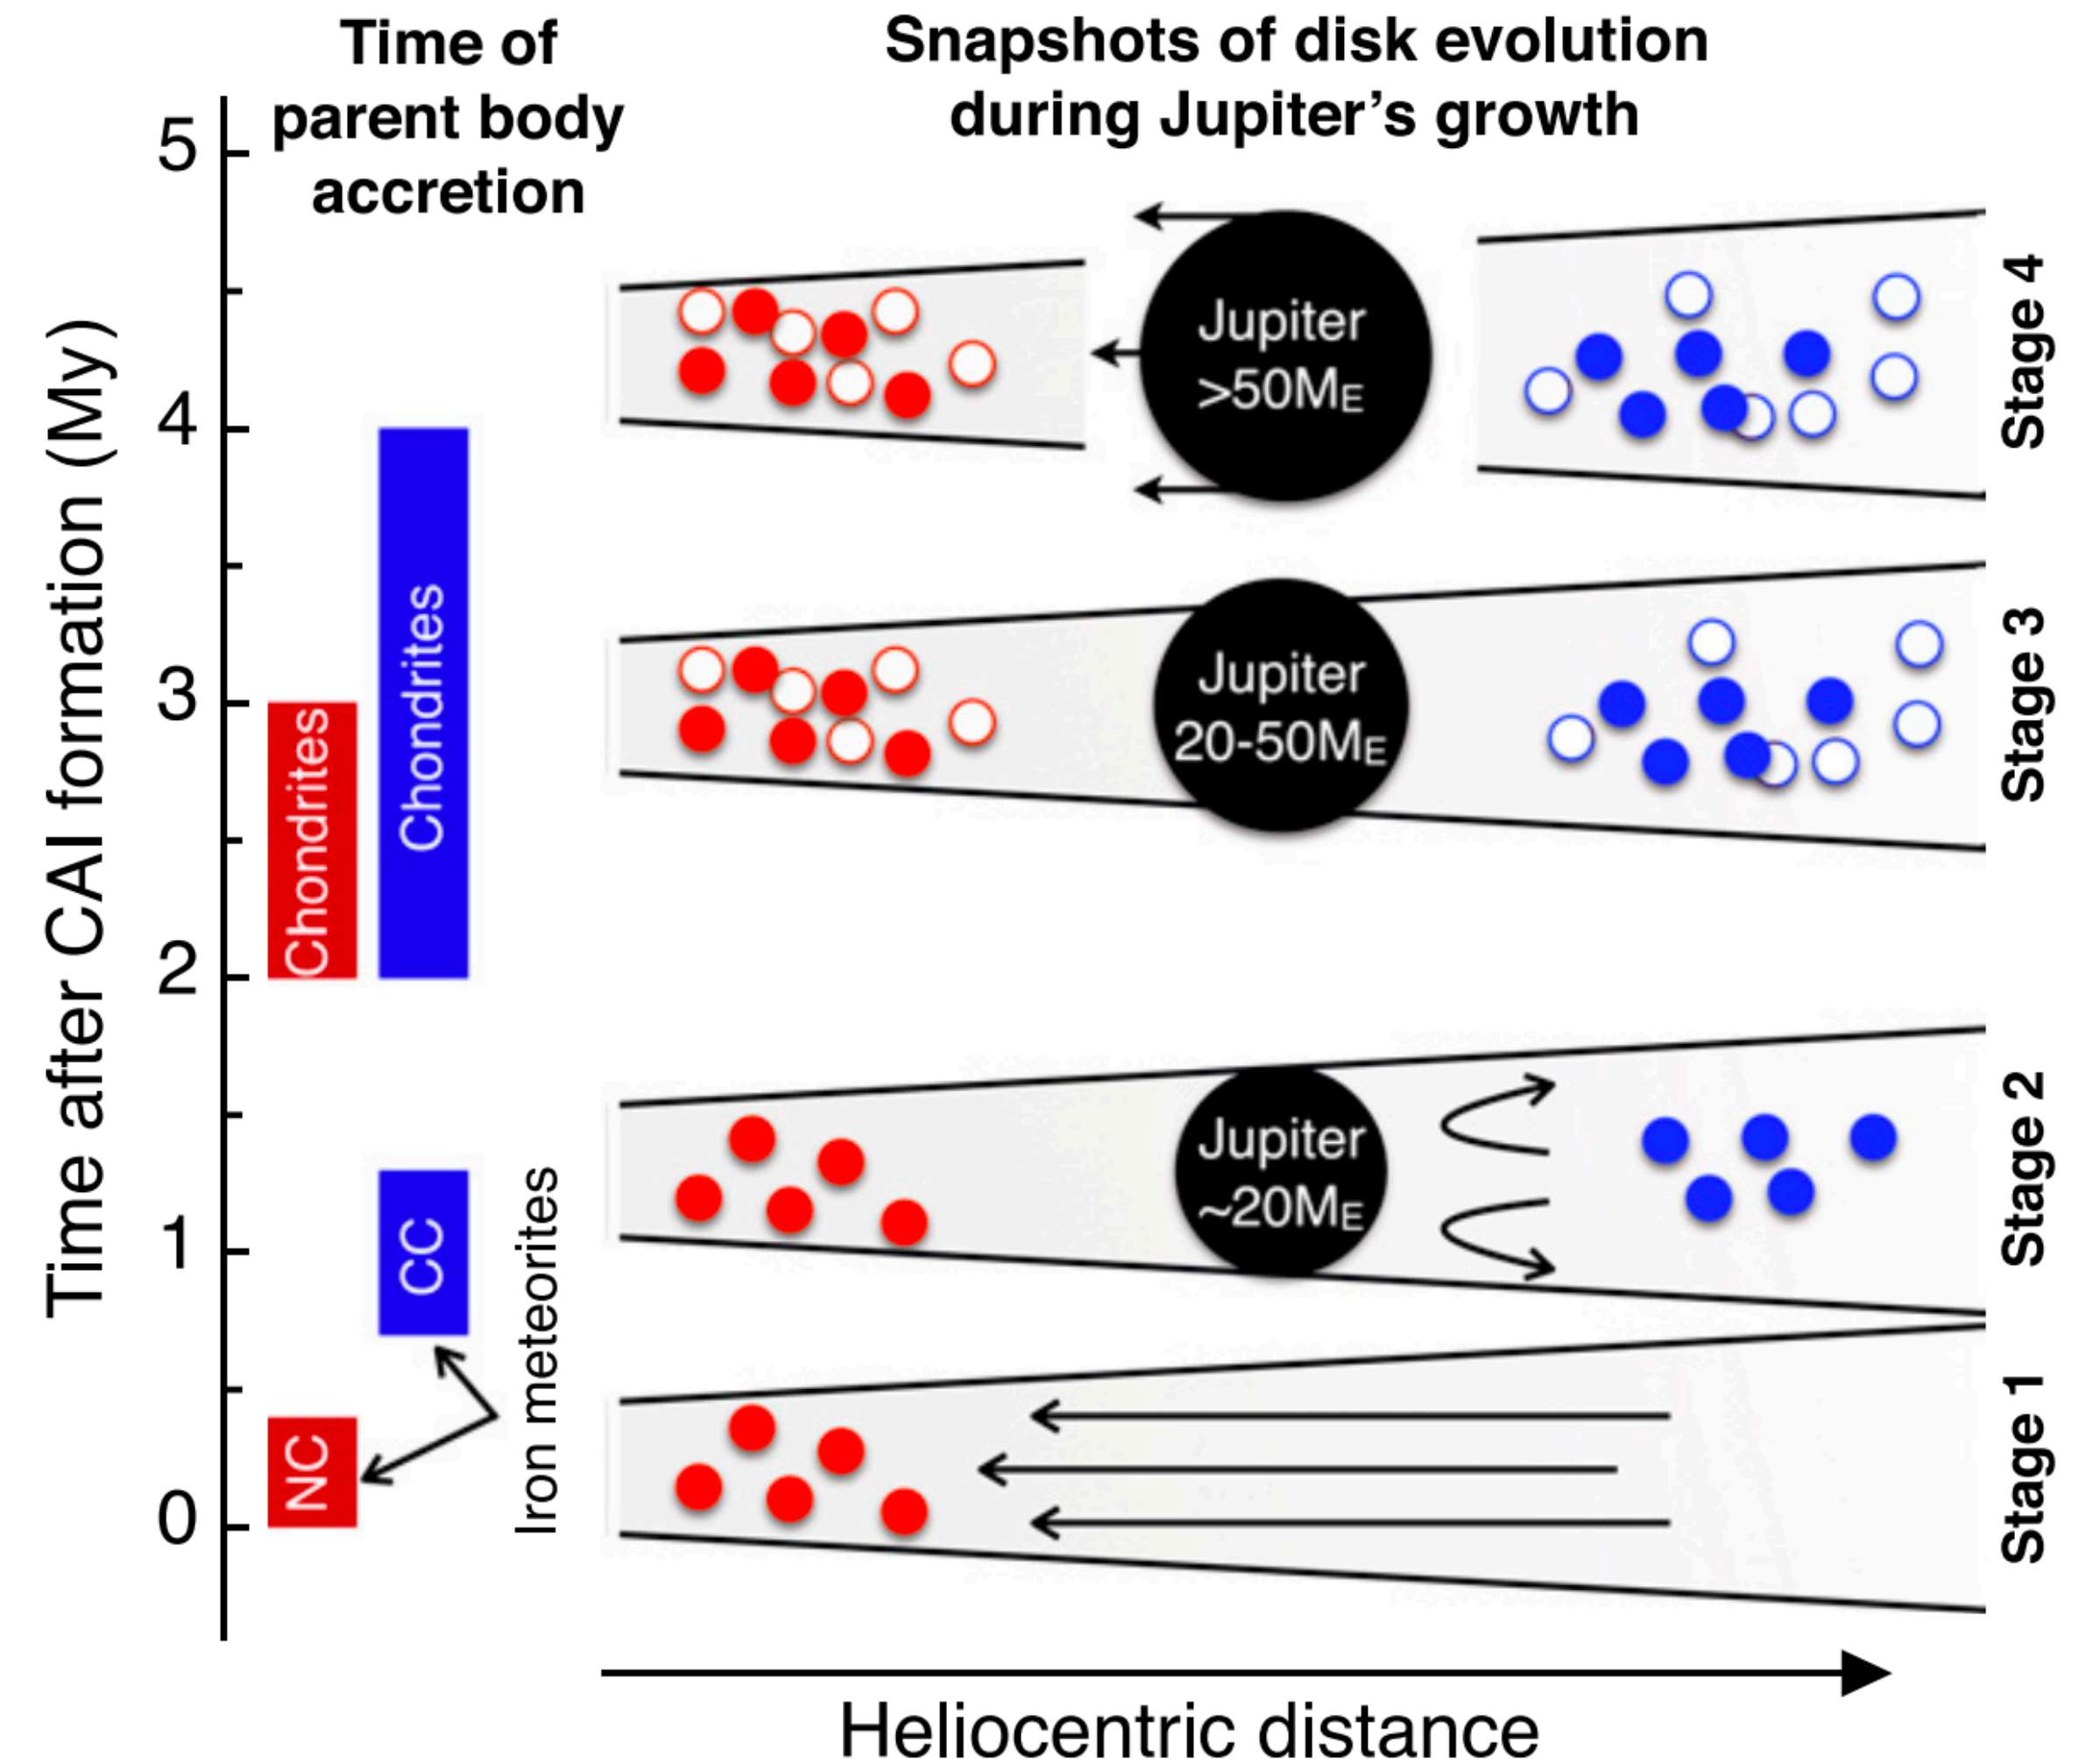 Time of
parent body
accretion
Snapshots of disk evolution
during Jupiter's growth
Time after CAI formation (My)
5
4
3
2
1
0
Chondrites
Chondrites
CC
NC
Iron meteorites
Jupiter
>50ME
Stage 4
Jupiter
20-50ME
Stage 3
Jupiter
~20ME
Stage 2
Stage 1
Heliocentric distance